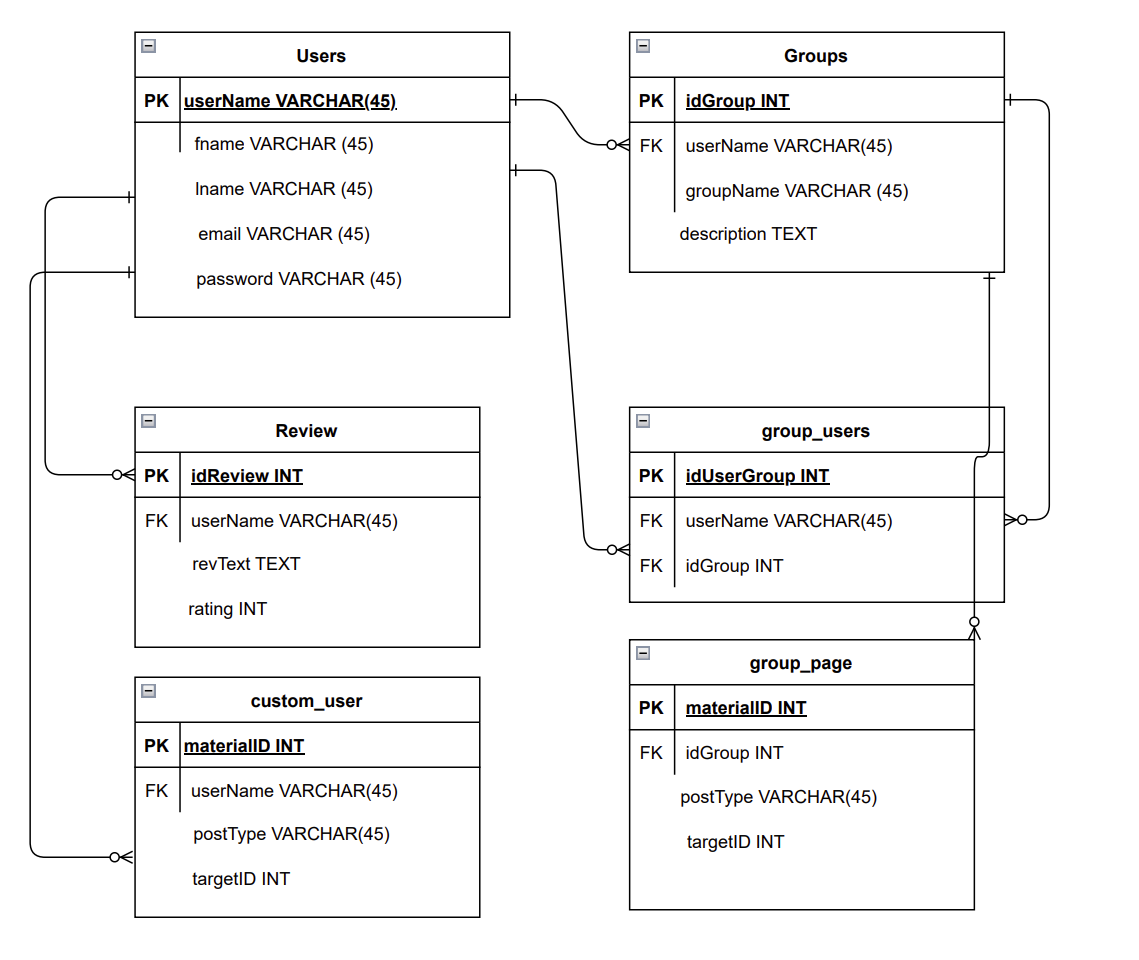 Users
PK userName VARCHAR(45)
fname VARCHAR (45)
lname VARCHAR (45)
email VARCHAR (45)
password VARCHAR (45)
Groups
PK idGroup INT
FK userName VARCHAR(45)
groupName VARCHAR (45)
description TEXT
Review
PK idReview INT
FK userName VARCHAR(45)
revText TEXT
rating INT
group_users
PK idUserGroup INT
FK userName VARCHAR(45)
FK idGroup INT
custom_user
PK materialID INT
FK userName VARCHAR(45)
postType VARCHAR(45)
targetID INT
group_page
PK materialID INT
FK idGroup INT
postType VARCHAR(45)
targetID INT